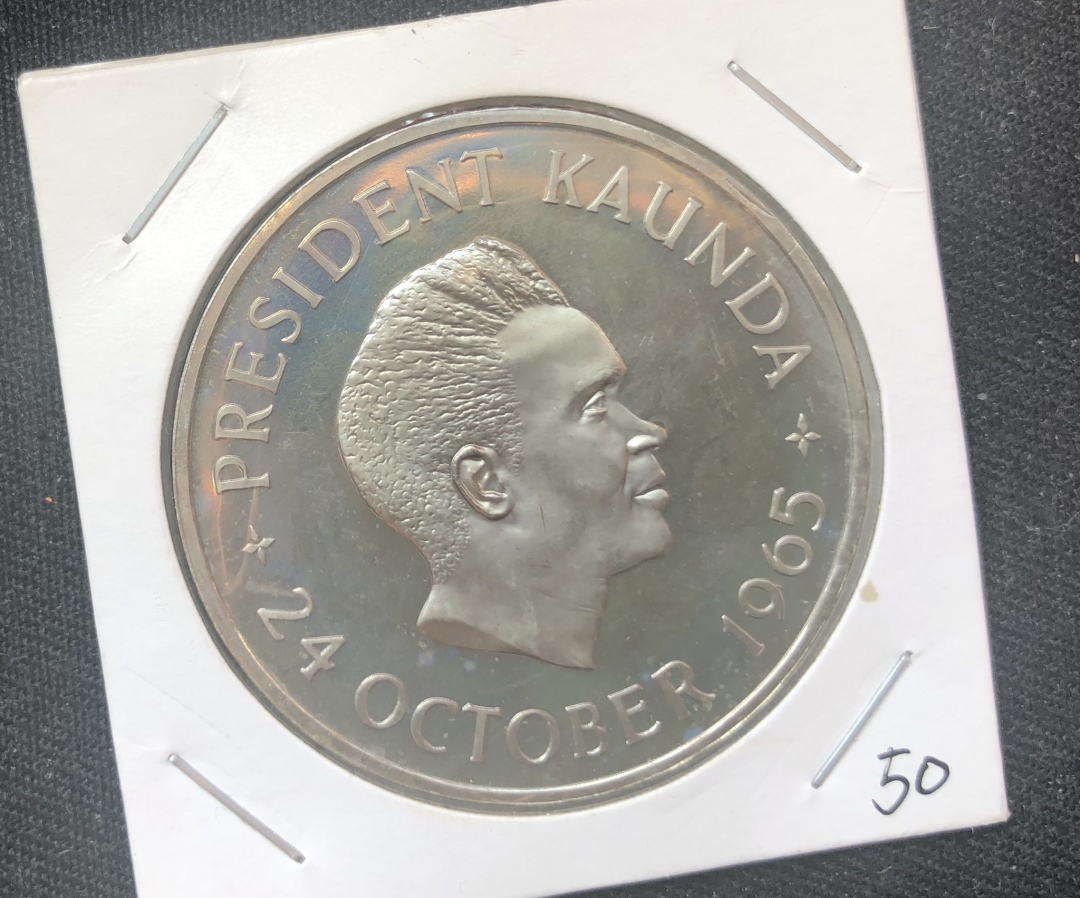 PRESIDENT KAUNDA
24 OCTOBER 1965
50